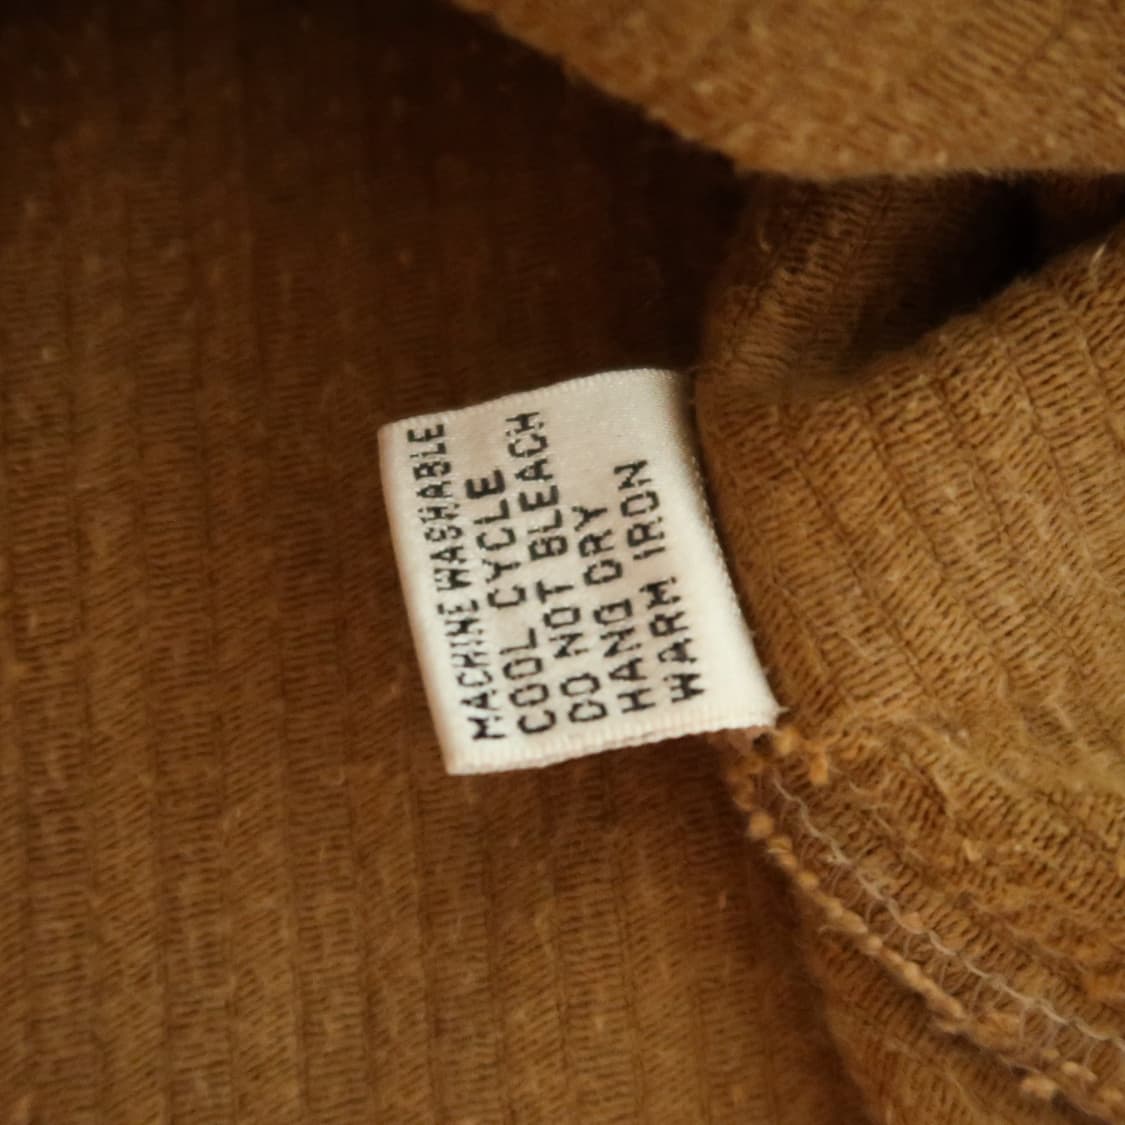 MACHINE WASHABLE
COOL CYCLE
DO NOT BLEACH
HANG DRY
WARM IRON